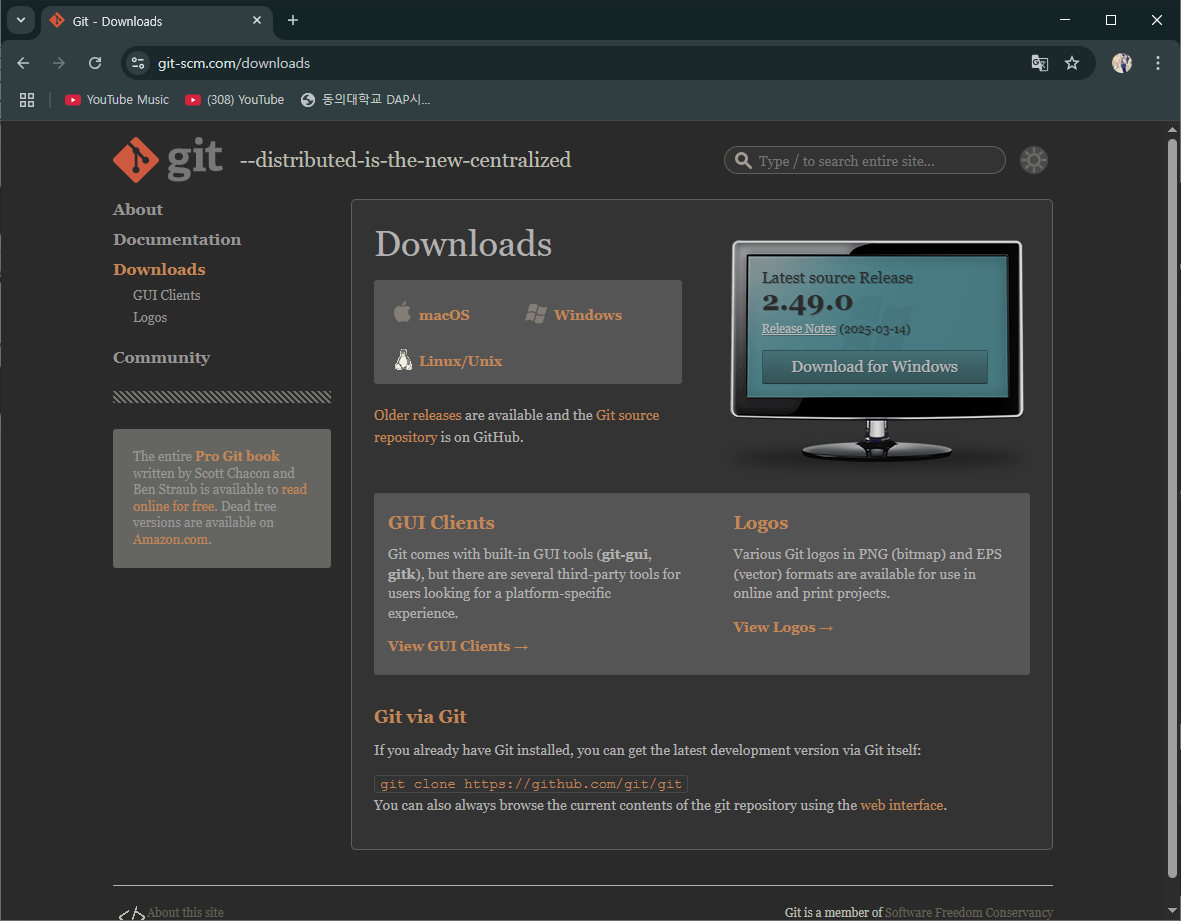 Git - Downloads
git-scm.com/downloads
YouTube Music
(308) YouTube
동의대학교 DAP시...
git --distributed-is-the-new-centralized
Type / to search entire site...
About
Documentation
Downloads
GUI Clients
Logos
Community
The entire Pro Git book
written by Scott Chacon and
Ben Straub is available to read
online for free. Dead tree
versions are available on
Amazon.com.
Downloads
macOS
Windows
Linux/Unix
Older releases are available and the Git source
repository is on GitHub.
Latest source Release
2.49.0
Release Notes (2025-03-14)
Download for Windows
GUI Clients
Git comes with built-in GUI tools (git-gui,
gitk), but there are several third-party tools for
users looking for a platform-specific
experience.
View GUI Clients →
Logos
Various Git logos in PNG (bitmap) and EPS
(vector) formats are available for use in
online and print projects.
View Logos →
Git via Git
If you already have Git installed, you can get the latest development version via Git itself:
git clone https://github.com/git/git
You can also always browse the current contents of the git repository using the web interface.
About this site
Git is a member of Software Freedom Conservancy